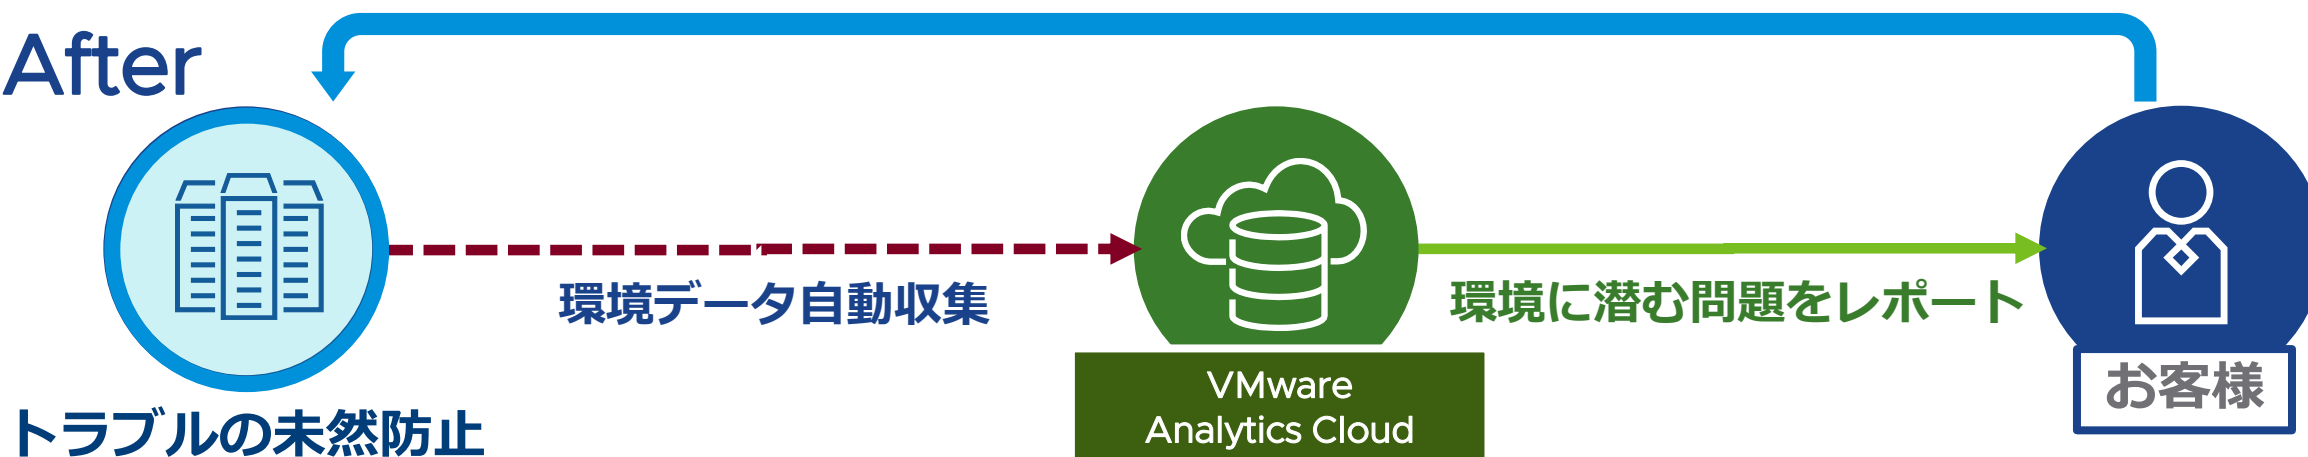 After
環境データ自動収集
環境に潜む問題をレポート
VMware
Analytics Cloud
お客様
トラブルの未然防止